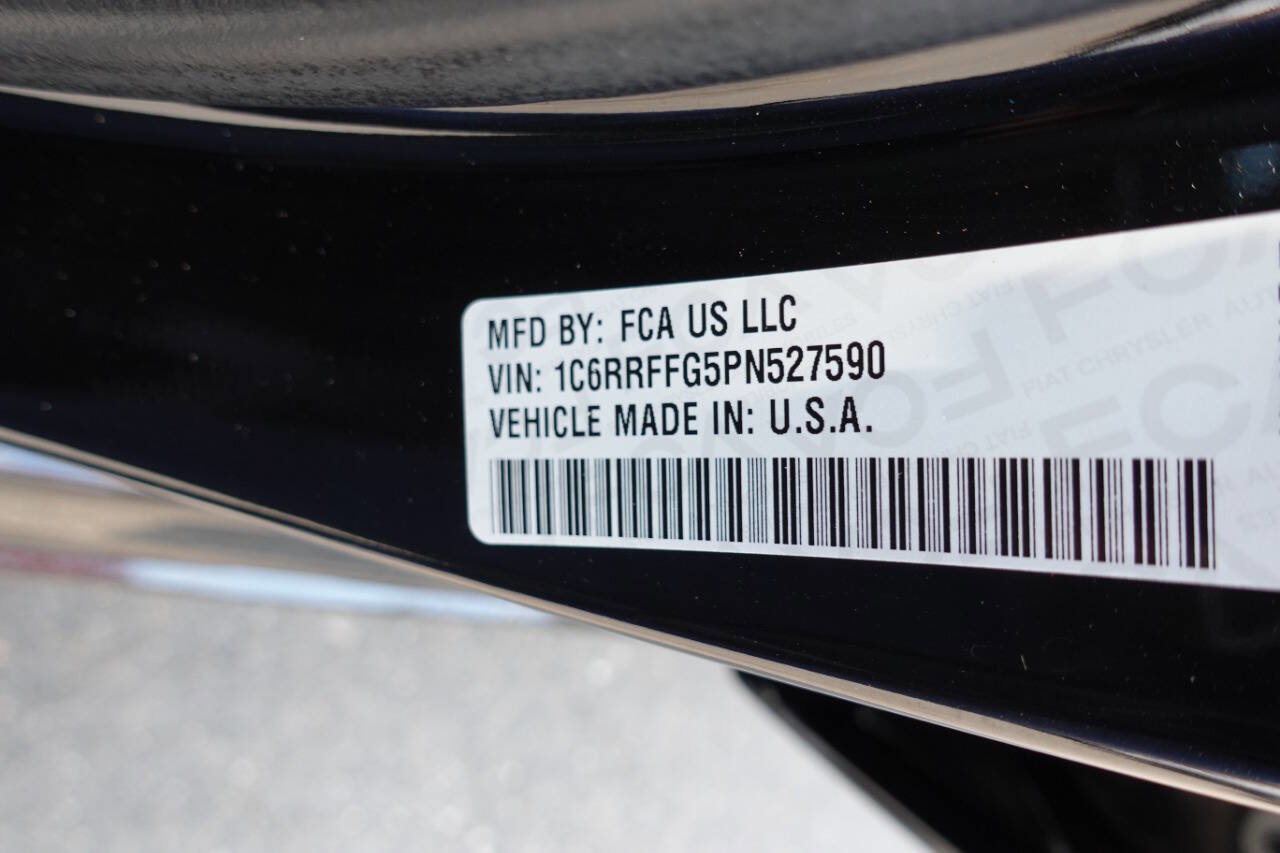 MFD BY: FCA US LLC
VIN: 1C6RRFFG5PN527590
VEHICLE MADE IN: U.S.A.